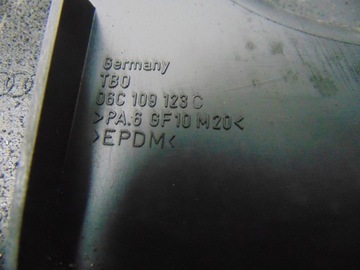 Germany
TBO
06C 109 123 C
>PA.6 GF10 M20<
>EPDM<